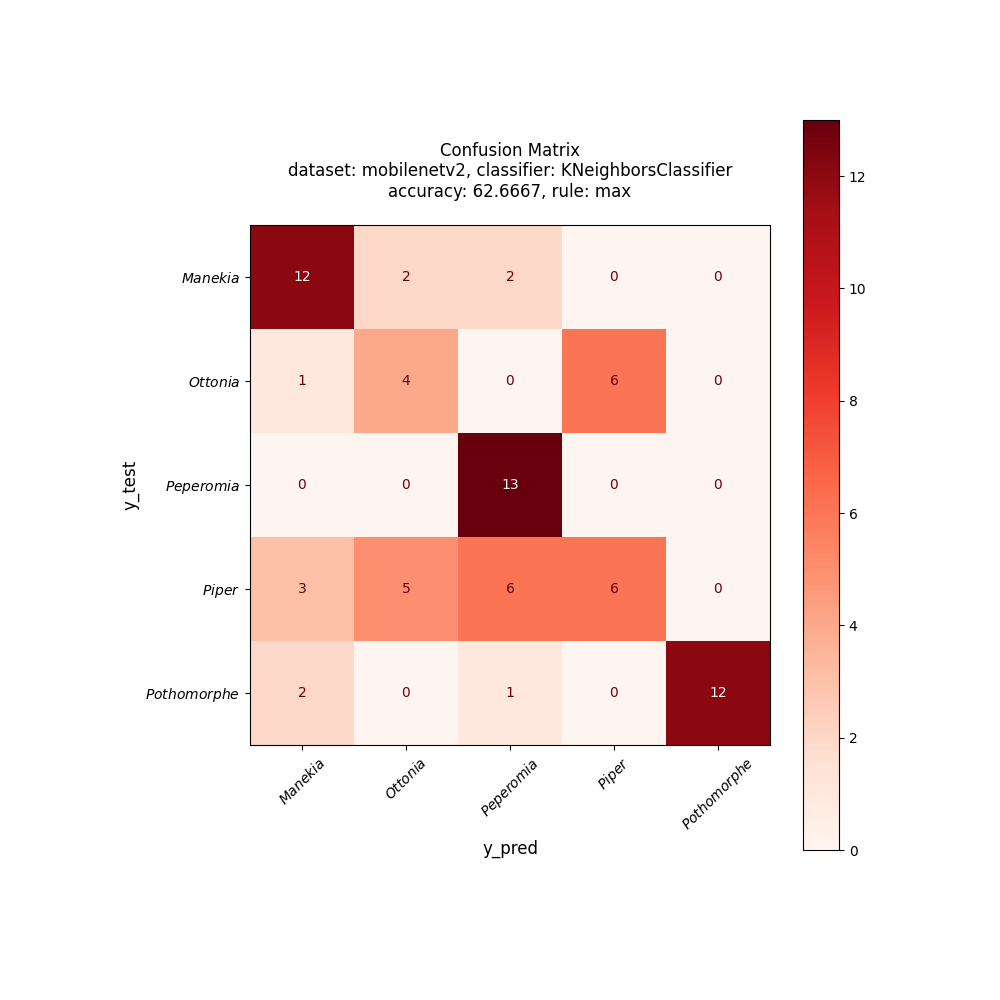 Confusion Matrix
dataset: mobilenetv2, classifier: KNeighborsClassifier
accuracy: 62.6667, rule: max
Manekia 12 2 2 0 0
Ottonia 1 4 0 6 0
Peperomia 0 0 13 0 0
Piper 3 5 6 6 0
Pothomorphe 2 0 1 0 12
y_test
Manekia Ottonia Peperomia Piper Pothomorphe
y_pred
12
10
8
6
4
2
0